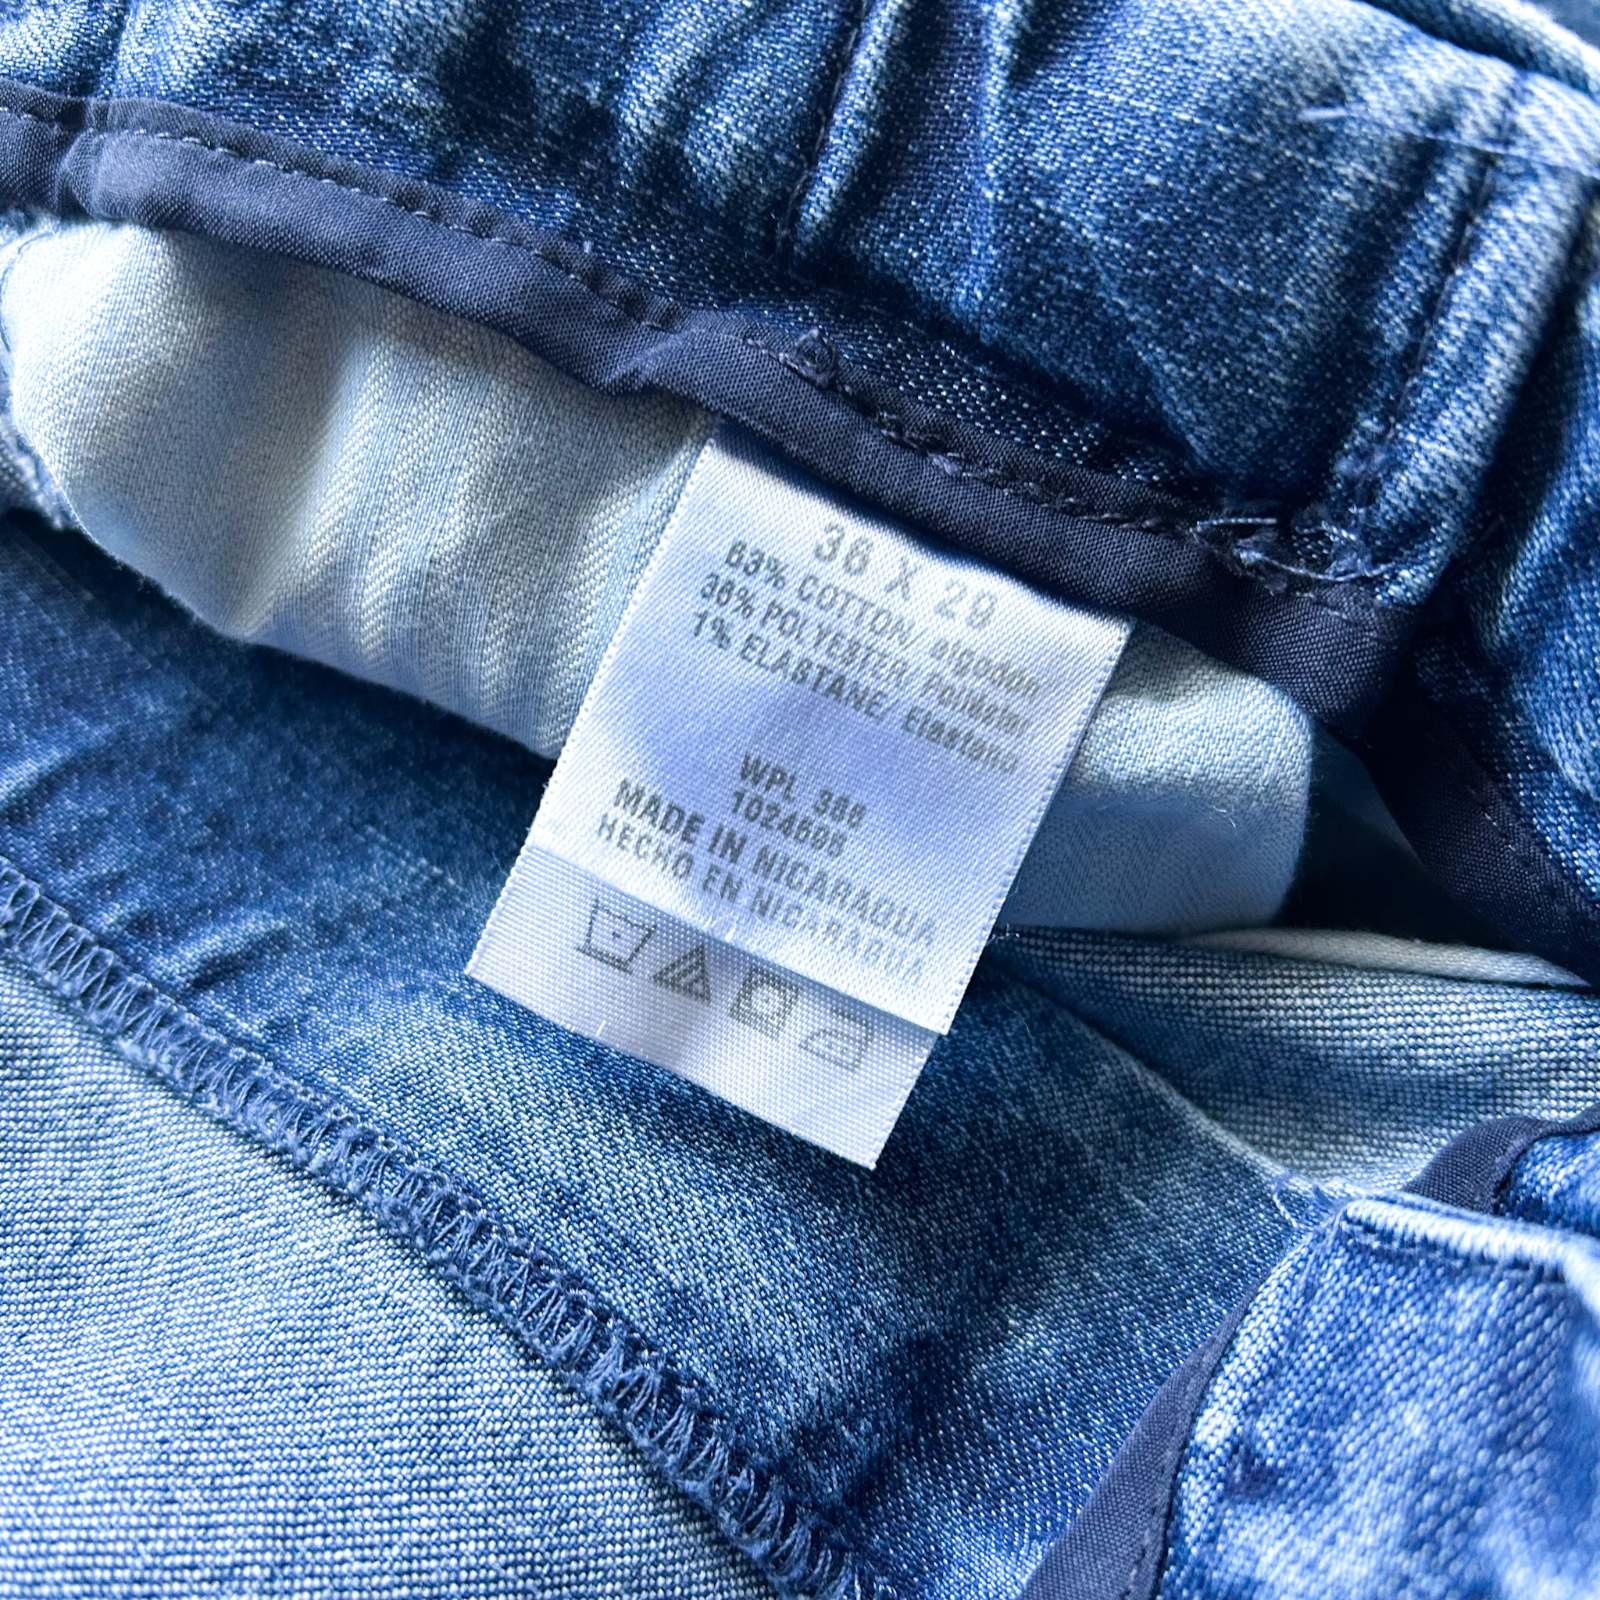 36 X 29
63% COTTON/ algodón
36% POLYESTER/ Poliéster
1% ELASTANE/ Elastano
WPL 386
1024695
MADE IN NICARAGUA
HECHO EN NICARAGUA